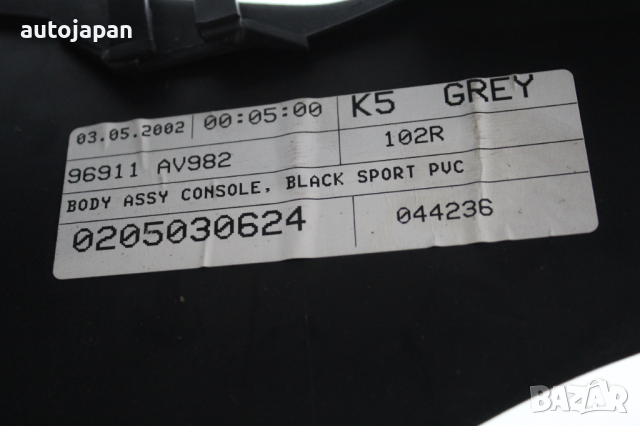 autojapan
03.05.2002 00:05:00 K5 GREY
96911 AV982 102R
BODY ASSY CONSOLE, BLACK SPORT PVC
0205030624 044236
BAZAR